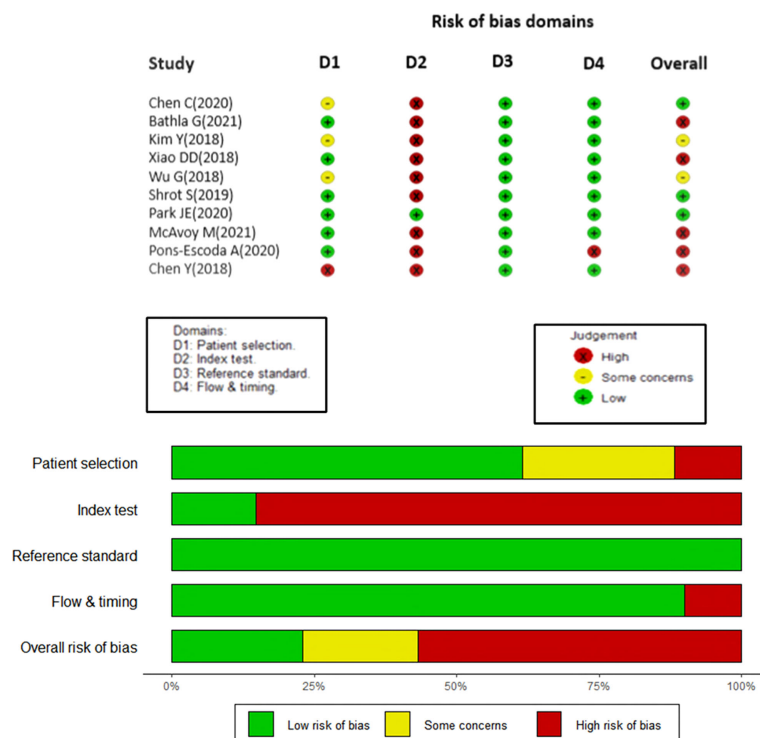 Risk of bias domains
Study D1 D2 D3 D4 Overall
Chen C(2020) - x + + +
Bathla G(2021) + x + + x
Kim Y(2018) - x + + -
Xiao DD(2018) + x + + x
Wu G(2018) - x + + -
Shrot S(2019) + x + + +
Park JE(2020) + + + + +
McAvoy M(2021) + x + + x
Pons-Escoda A(2020) + x + x x
Chen Y(2018) x x + + x
Domains:
D1: Patient selection.
D2: Index test.
D3: Reference standard.
D4: Flow & timing.
Judgement
x High
- Some concerns
+ Low
Patient selection
Index test
Reference standard
Flow & timing
Overall risk of bias
0% 25% 50% 75% 100%
Low risk of bias Some concerns High risk of bias